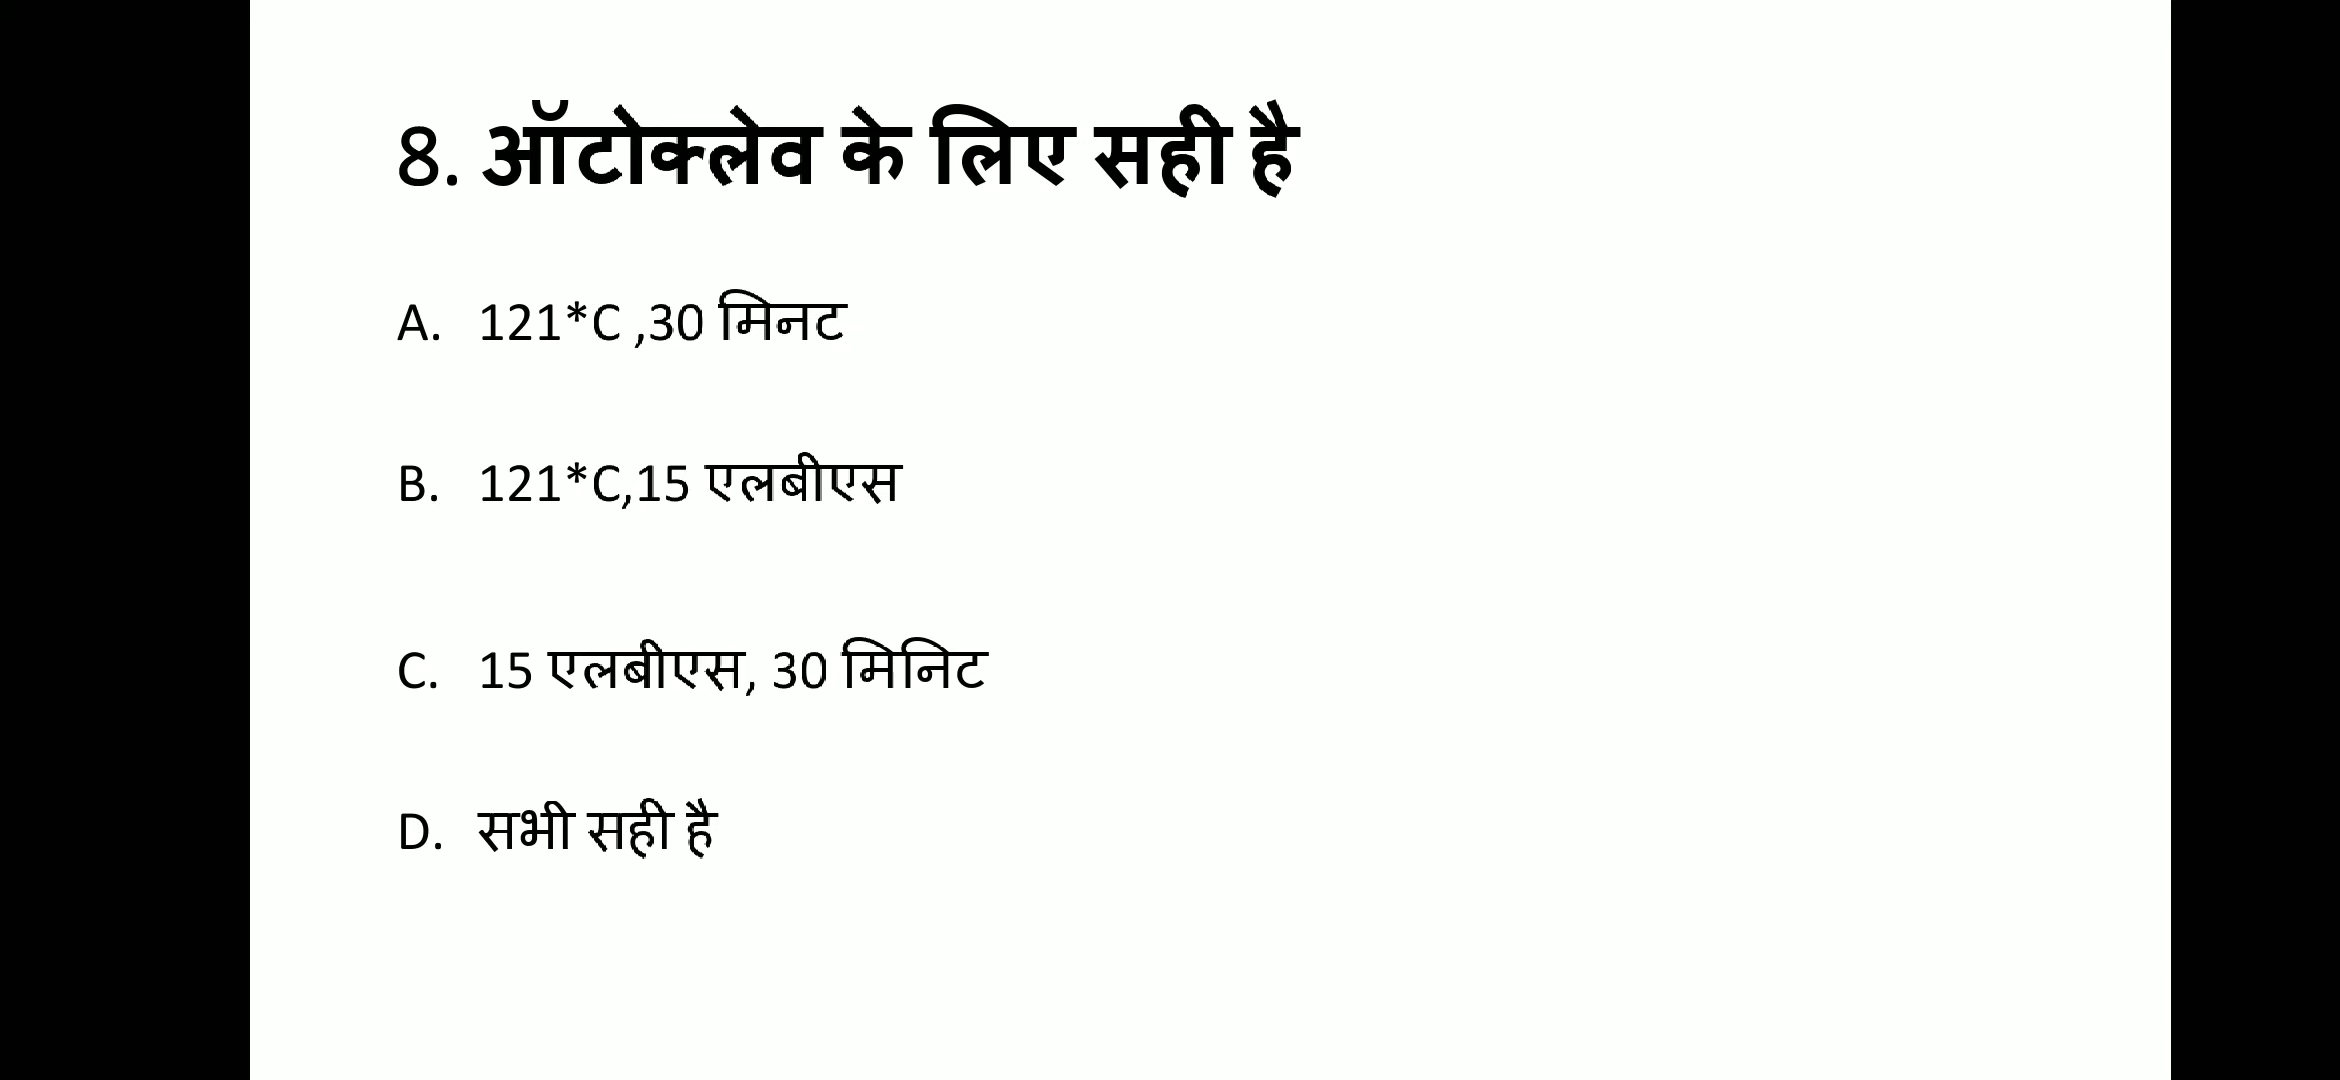 8. ऑटोक्लेव के लिए सही है
A. 121*C ,30 मिनट
B. 121*C,15 एलबीएस
C. 15 एलबीएस, 30 मिनिट
D. सभी सही है